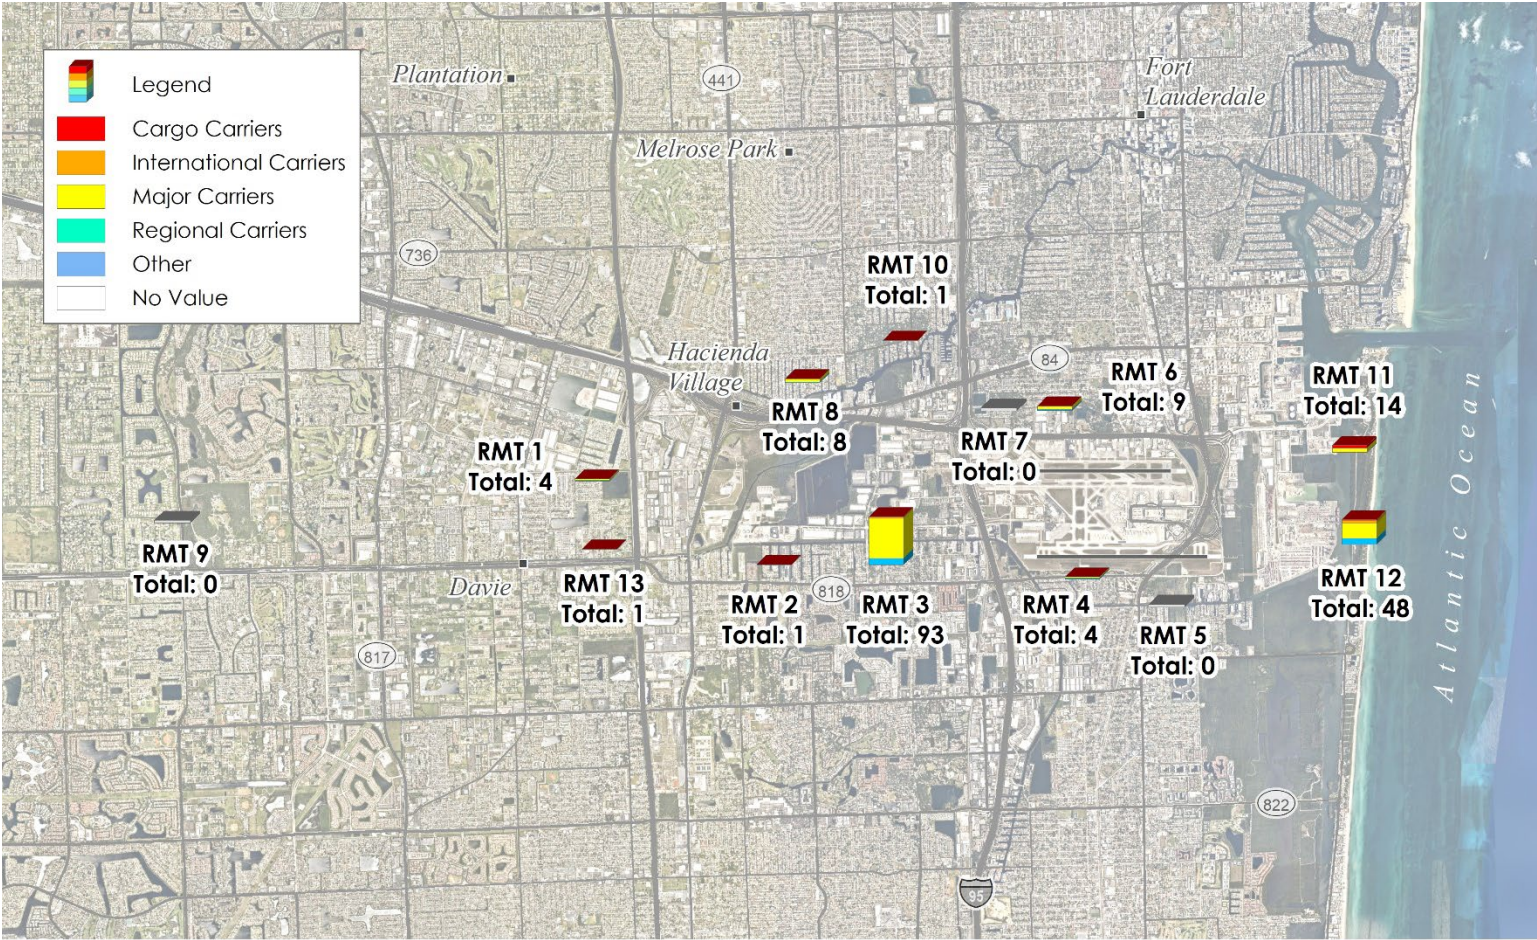 Legend
Cargo Carriers
International Carriers
Major Carriers
Regional Carriers
Other
No Value
Plantation
441
Fort
Lauderdale
Melrose Park
736
RMT 10
Total: 1
Hacienda
Village
84
RMT 6
Total: 9
RMT 11
Total: 14
RMT 8
Total: 8
RMT 7
Total: 0
RMT 1
Total: 4
RMT 9
Total: 0
Davie
RMT 13
Total: 1
818
RMT 2
Total: 1
RMT 3
Total: 93
RMT 4
Total: 4
RMT 5
Total: 0
RMT 12
Total: 48
Atlantic Ocean
817
822
95